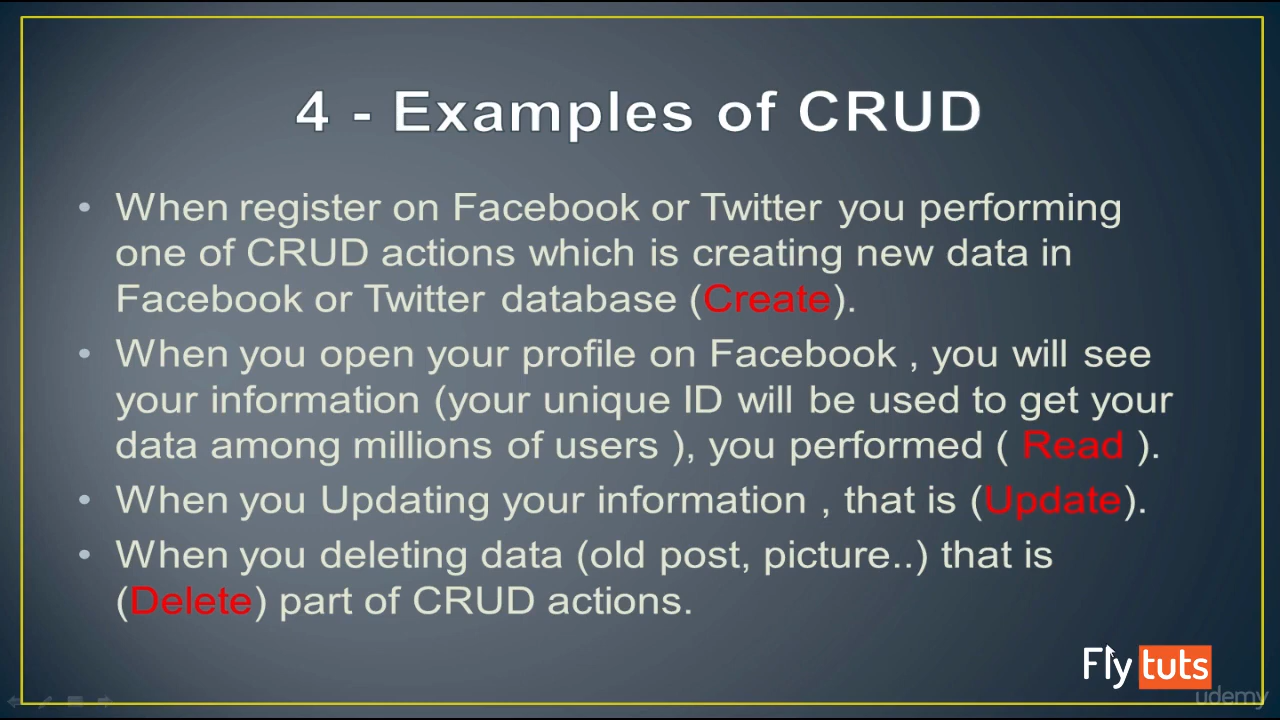 4 - Examples of CRUD
• When register on Facebook or Twitter you performing
one of CRUD actions which is creating new data in
Facebook or Twitter database (Create).
• When you open your profile on Facebook , you will see
your information (your unique ID will be used to get your
data among millions of users ), you performed ( Read ).
• When you Updating your information , that is (Update).
• When you deleting data (old post, picture..) that is
(Delete) part of CRUD actions.
Fly tuts
udemy